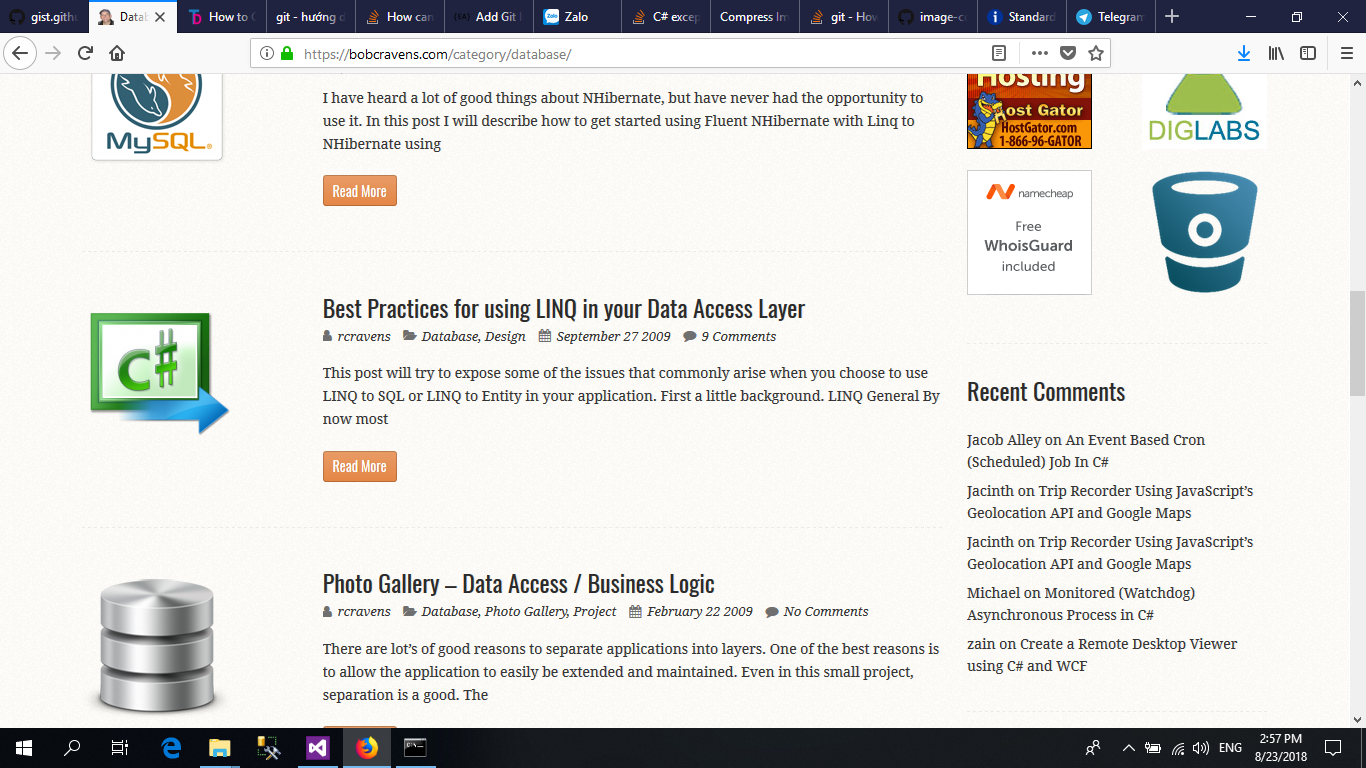 gist.gith
Datab
How to C
git - hướng d
How can
Add Git
Zalo
C# excep
Compress Im
git - How
image-c
Standard
Telegram
https://bobcravens.com/category/database/
MySQL®
I have heard a lot of good things about NHibernate, but have never had the opportunity to
use it. In this post I will describe how to get started using Fluent NHibernate with Linq to
NHibernate using
Read More
Best Practices for using LINQ in your Data Access Layer
rcravens Database, Design September 27 2009 9 Comments
C#
This post will try to expose some of the issues that commonly arise when you choose to use
LINQ to SQL or LINQ to Entity in your application. First a little background. LINQ General By
now most
Read More
Photo Gallery – Data Access / Business Logic
rcravens Database, Photo Gallery, Project February 22 2009 No Comments
There are lot’s of good reasons to separate applications into layers. One of the best reasons is
to allow the application to easily be extended and maintained. Even in this small project,
separation is a good. The
Hosting
Host Gator
HostGator.com
1-866-96-GATOR
DIGLABS
namecheap
Free
WhoisGuard
included
Recent Comments
Jacob Alley on An Event Based Cron
(Scheduled) Job In C#
Jacinth on Trip Recorder Using JavaScript’s
Geolocation API and Google Maps
Jacinth on Trip Recorder Using JavaScript’s
Geolocation API and Google Maps
Michael on Monitored (Watchdog)
Asynchronous Process in C#
zain on Create a Remote Desktop Viewer
using C# and WCF
ENG
2:57 PM
8/23/2018